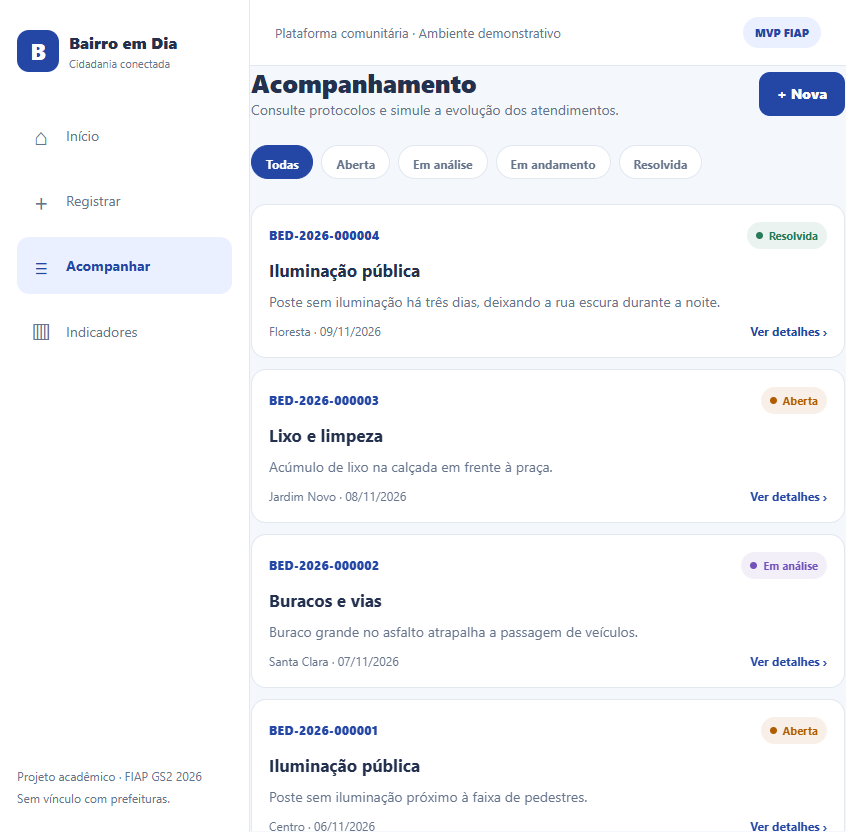 B
Bairro em Dia
Cidadania conectada
Início
Registrar
Acompanhar
Indicadores
Projeto acadêmico · FIAP GS2 2026
Sem vínculo com prefeituras.
Plataforma comunitária · Ambiente demonstrativo
MVP FIAP
Acompanhamento
Consulte protocolos e simule a evolução dos atendimentos.
+ Nova
Todas
Aberta
Em análise
Em andamento
Resolvida
BED-2026-000004
Resolvida
Iluminação pública
Poste sem iluminação há três dias, deixando a rua escura durante a noite.
Floresta · 09/11/2026
Ver detalhes ›
BED-2026-000003
Aberta
Lixo e limpeza
Acúmulo de lixo na calçada em frente à praça.
Jardim Novo · 08/11/2026
Ver detalhes ›
BED-2026-000002
Em análise
Buracos e vias
Buraco grande no asfalto atrapalha a passagem de veículos.
Santa Clara · 07/11/2026
Ver detalhes ›
BED-2026-000001
Aberta
Iluminação pública
Poste sem iluminação próximo à faixa de pedestres.
Centro · 06/11/2026
Ver detalhes ›